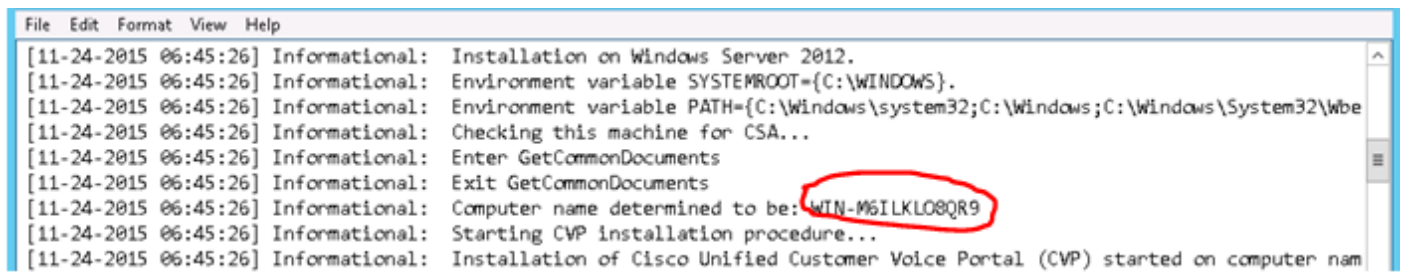 File Edit Format View Help
[11-24-2015 06:45:26] Informational: Installation on Windows Server 2012.
[11-24-2015 06:45:26] Informational: Environment variable SYSTEMROOT={C:\WINDOWS}.
[11-24-2015 06:45:26] Informational: Environment variable PATH={C:\Windows\system32;C:\Windows;C:\Windows\System32\Wbe
[11-24-2015 06:45:26] Informational: Checking this machine for CSA...
[11-24-2015 06:45:26] Informational: Enter GetCommonDocuments
[11-24-2015 06:45:26] Informational: Exit GetCommonDocuments
[11-24-2015 06:45:26] Informational: Computer name determined to be: WIN-M6ILKLO8QR9
[11-24-2015 06:45:26] Informational: Starting CVP installation procedure...
[11-24-2015 06:45:26] Informational: Installation of Cisco Unified Customer Voice Portal (CVP) started on computer nam